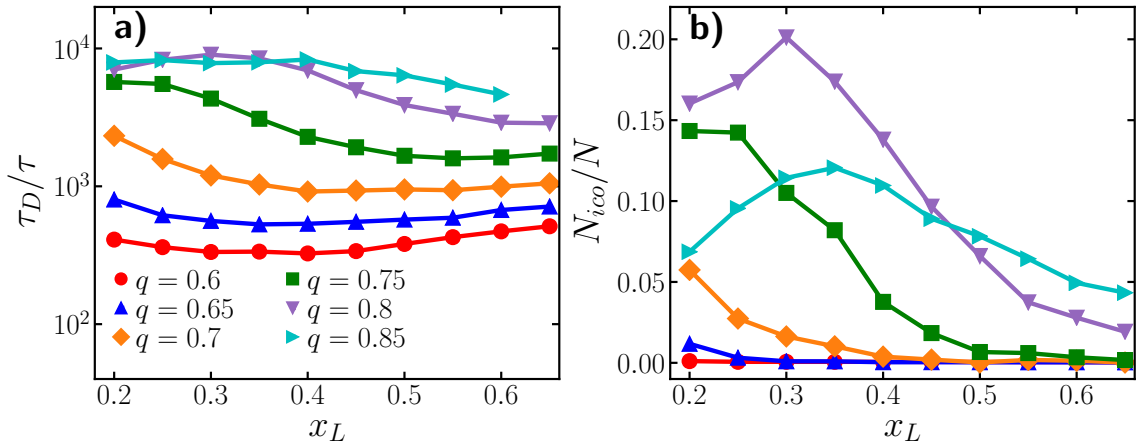 a)
10^4
10^3
10^2
τ_D/τ
q = 0.6
q = 0.65
q = 0.7
q = 0.75
q = 0.8
q = 0.85
0.2 0.3 0.4 0.5 0.6
x_L
b)
0.20
0.15
0.10
0.05
0.00
N_{ico}/N
0.2 0.3 0.4 0.5 0.6
x_L